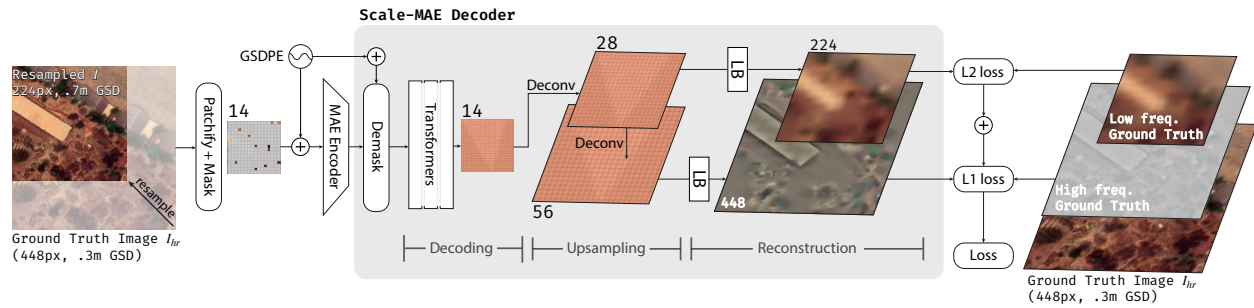 Scale-MAE Decoder
Resampled I
224px, .7m GSD
resample
Ground Truth Image I_hr
(448px, .3m GSD)
Patchify + Mask
14
GSDPE
+
+
MAE Encoder
Demask
Transformers
14
Deconv
28
Deconv
56
LB
LB
224
448
Decoding
Upsampling
Reconstruction
L2 loss
+
L1 loss
Loss
Low freq.
Ground Truth
High freq.
Ground Truth
Ground Truth Image I_hr
(448px, .3m GSD)